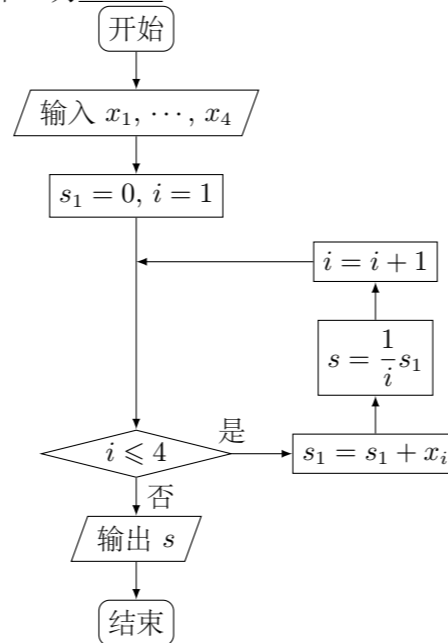 开始
输入 x₁, ⋯, x₄
s₁ = 0, i = 1
i = i + 1
s = \frac{1}{i}s₁
i ⩽ 4
是
s₁ = s₁ + xᵢ
否
输出 s
结束